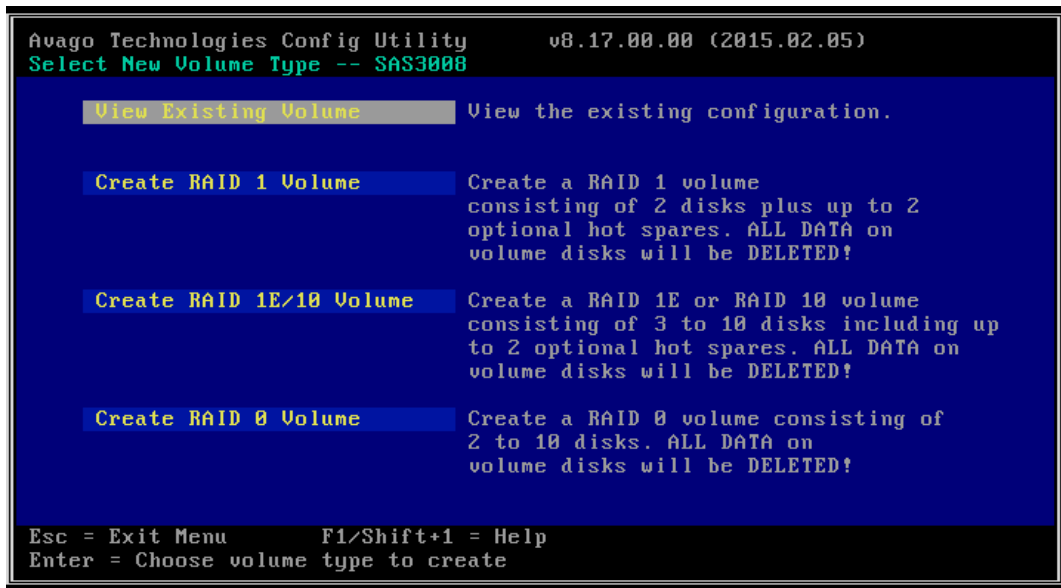 Avago Technologies Config Utility v8.17.00.00 (2015.02.05)
Select New Volume Type -- SAS3008
View Existing Volume View the existing configuration.
Create RAID 1 Volume Create a RAID 1 volume
consisting of 2 disks plus up to 2
optional hot spares. ALL DATA on
volume disks will be DELETED!
Create RAID 1E/10 Volume Create a RAID 1E or RAID 10 volume
consisting of 3 to 10 disks including up
to 2 optional hot spares. ALL DATA on
volume disks will be DELETED!
Create RAID 0 Volume Create a RAID 0 volume consisting of
2 to 10 disks. ALL DATA on
volume disks will be DELETED!
Esc = Exit Menu F1/Shift+1 = Help
Enter = Choose volume type to create